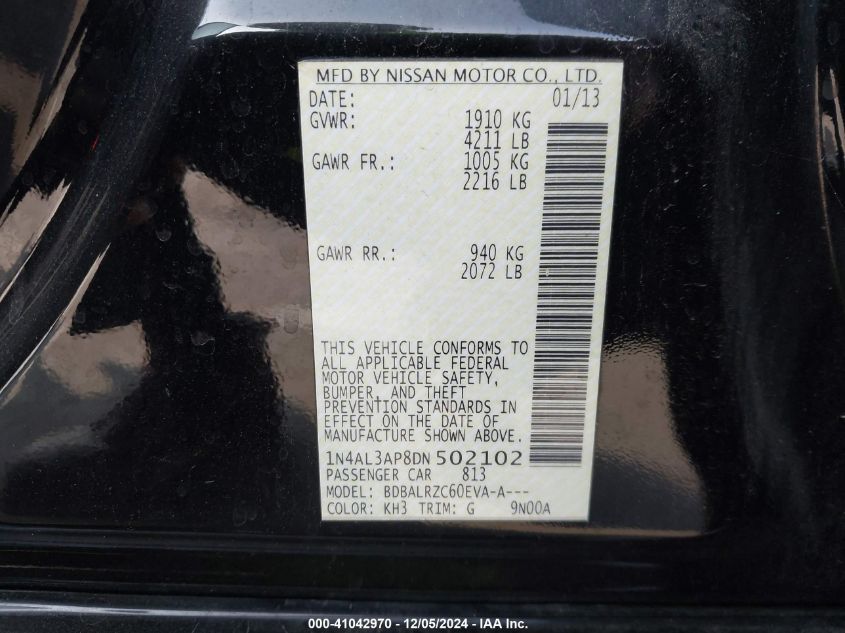 MFD BY NISSAN MOTOR CO., LTD.
DATE: 01/13
GVWR: 1910 KG
4211 LB
GAWR FR.: 1005 KG
2216 LB
GAWR RR.: 940 KG
2072 LB
THIS VEHICLE CONFORMS TO
ALL APPLICABLE FEDERAL
MOTOR VEHICLE SAFETY,
BUMPER, AND THEFT
PREVENTION STANDARDS IN
EFFECT ON THE DATE OF
MANUFACTURE SHOWN ABOVE.
1N4AL3AP8DN 502102
PASSENGER CAR 813
MODEL: BDBALRZC60EVA-A---
COLOR: KH3 TRIM: G 9N00A
000-41042970 - 12/05/2024 - IAA Inc.